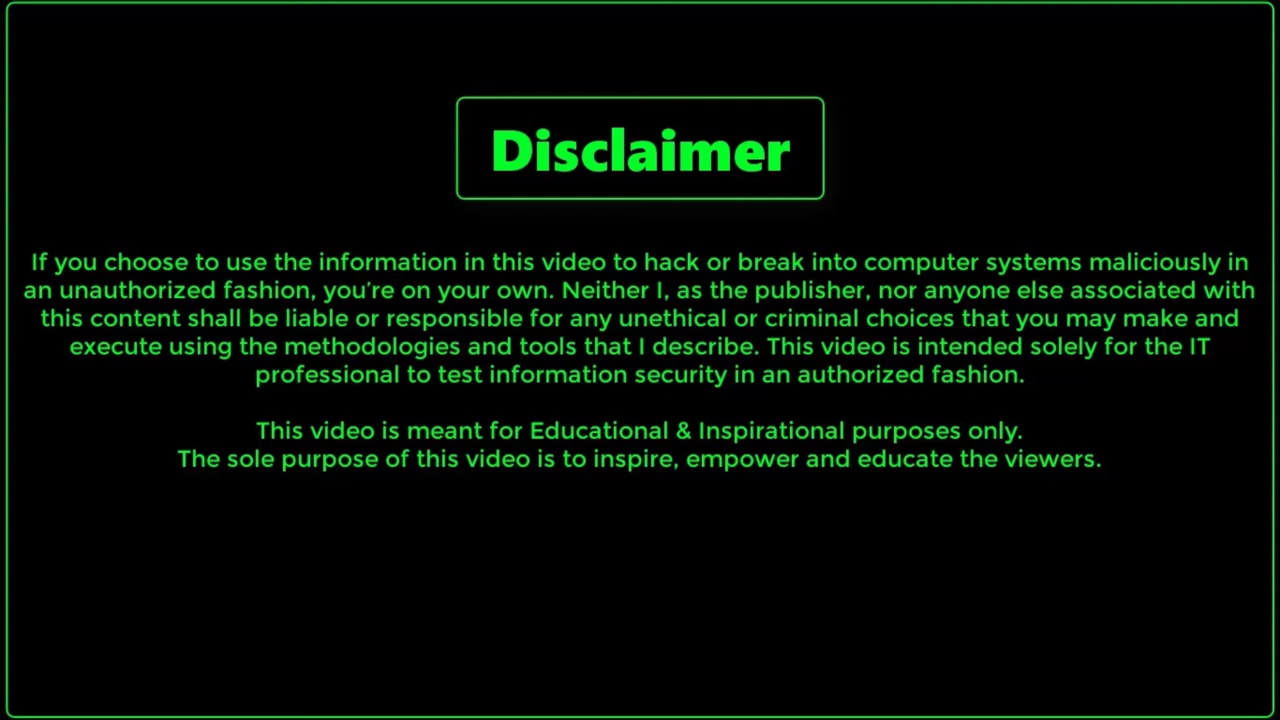 Disclaimer
If you choose to use the information in this video to hack or break into computer systems maliciously in
an unauthorized fashion, you’re on your own. Neither I, as the publisher, nor anyone else associated with
this content shall be liable or responsible for any unethical or criminal choices that you may make and
execute using the methodologies and tools that I describe. This video is intended solely for the IT
professional to test information security in an authorized fashion.
This video is meant for Educational & Inspirational purposes only.
The sole purpose of this video is to inspire, empower and educate the viewers.